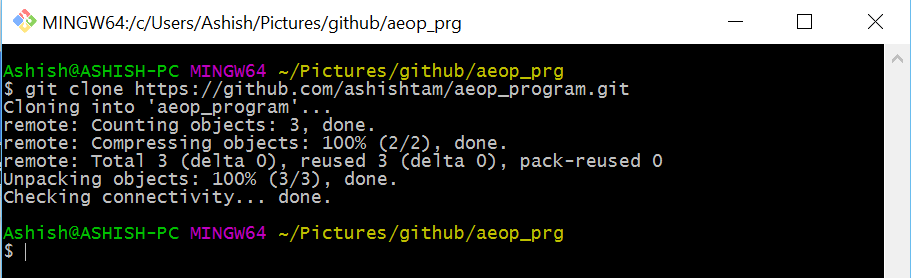 MINGW64:/c/Users/Ashish/Pictures/github/aeop_prg
Ashish@ASHISH-PC MINGW64 ~/Pictures/github/aeop_prg
$ git clone https://github.com/ashishtam/aeop_program.git
Cloning into 'aeop_program'...
remote: Counting objects: 3, done.
remote: Compressing objects: 100% (2/2), done.
remote: Total 3 (delta 0), reused 3 (delta 0), pack-reused 0
Unpacking objects: 100% (3/3), done.
Checking connectivity... done.
Ashish@ASHISH-PC MINGW64 ~/Pictures/github/aeop_prg
$